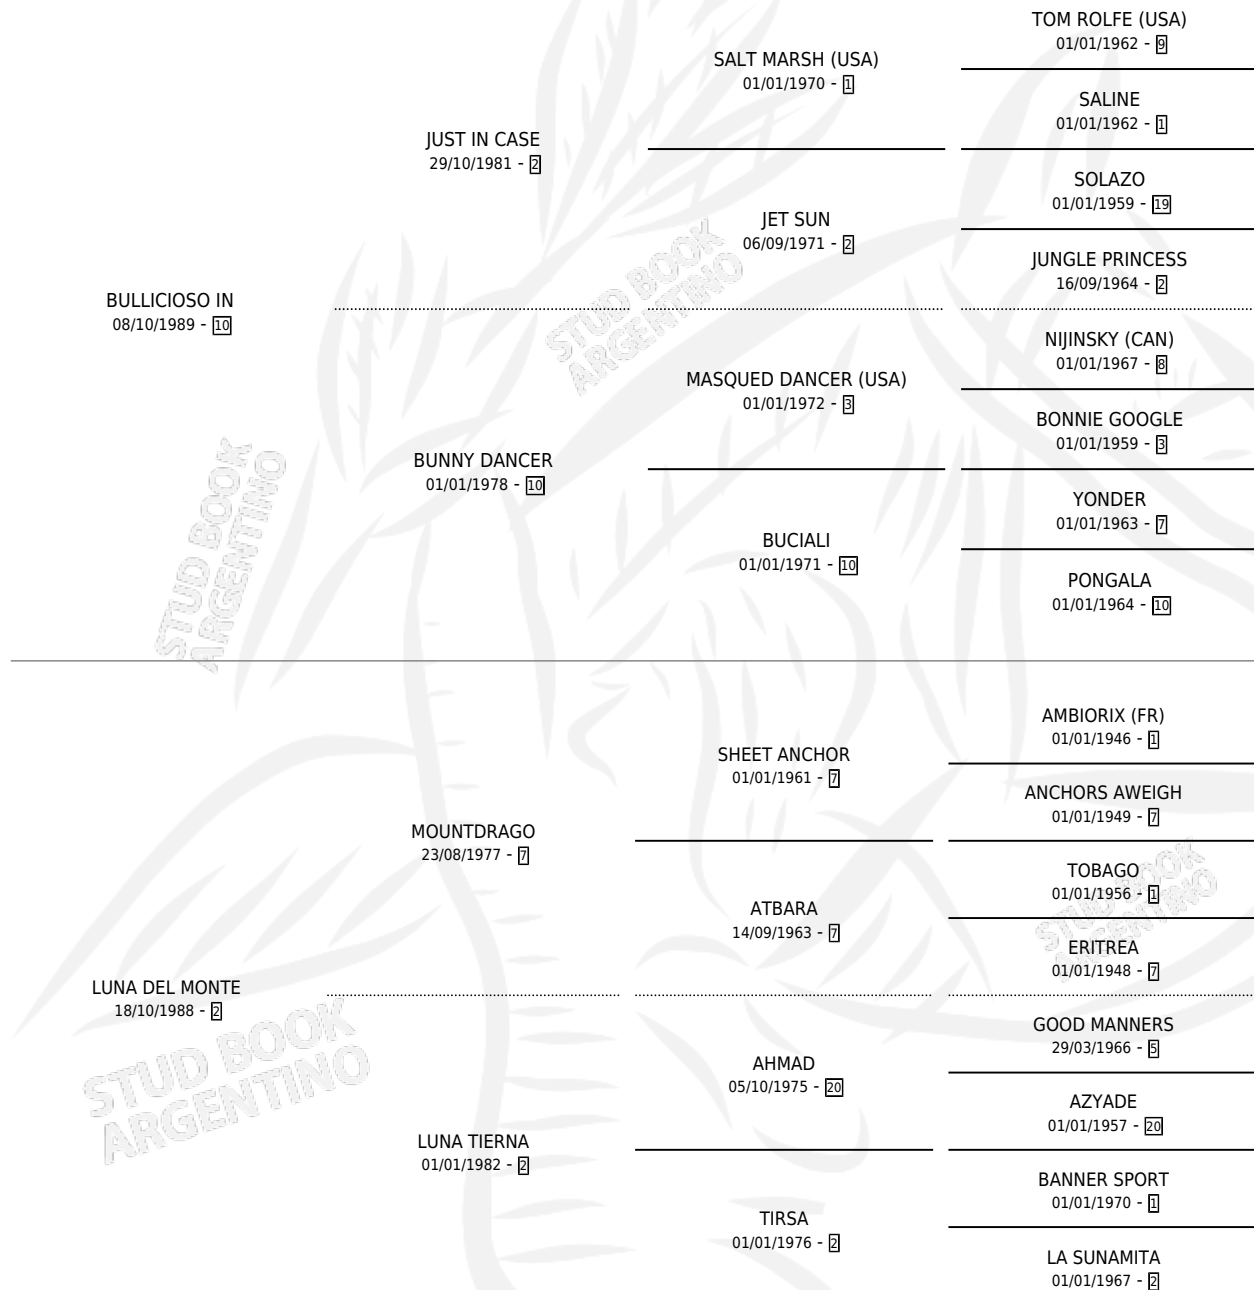 TOM ROLFE (USA)
01/01/1962 - 9
SALT MARSH (USA)
01/01/1970 - 1
SALINE
01/01/1962 - 1
JUST IN CASE
29/10/1981 - 2
SOLAZO
01/01/1959 - 19
JET SUN
06/09/1971 - 2
JUNGLE PRINCESS
16/09/1964 - 2
BULLICIOSO IN
08/10/1989 - 10
NIJINSKY (CAN)
01/01/1967 - 8
MASQUED DANCER (USA)
01/01/1972 - 3
BONNIE GOOGLE
01/01/1959 - 3
BUNNY DANCER
01/01/1978 - 10
YONDER
01/01/1963 - 7
BUCIALI
01/01/1971 - 10
PONGALA
01/01/1964 - 10
AMBIORIX (FR)
01/01/1946 - 1
SHEET ANCHOR
01/01/1961 - 7
ANCHORS AWEIGH
01/01/1949 - 7
MOUNTDRAGO
23/08/1977 - 7
TOBAGO
01/01/1956 - 1
ATBARA
14/09/1963 - 7
ERITREA
01/01/1948 - 7
LUNA DEL MONTE
18/10/1988 - 2
GOOD MANNERS
29/03/1966 - 5
AHMAD
05/10/1975 - 20
AZYADE
01/01/1957 - 20
LUNA TIERNA
01/01/1982 - 2
BANNER SPORT
01/01/1970 - 1
TIRSA
01/01/1976 - 2
LA SUNAMITA
01/01/1967 - 2
STUD BOOK
ARGENTINO
STUD BOOK
ARGENTINO
STUD BOOK
ARGENTINO
STUD BOOK
ARGENTINO